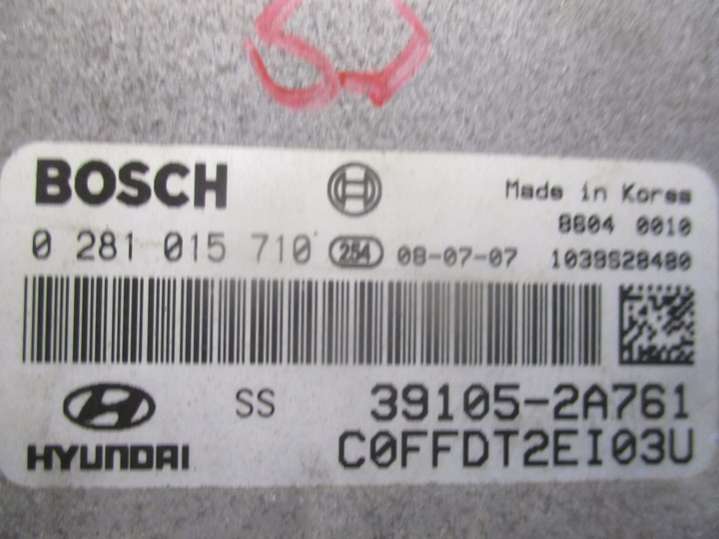 BOSCH
Made in Korea
8604 0010
0 281 015 710 254 08-07-07 1039S28480
SS 39105-2A761
HYUNDAI C0FFDT2EI03U